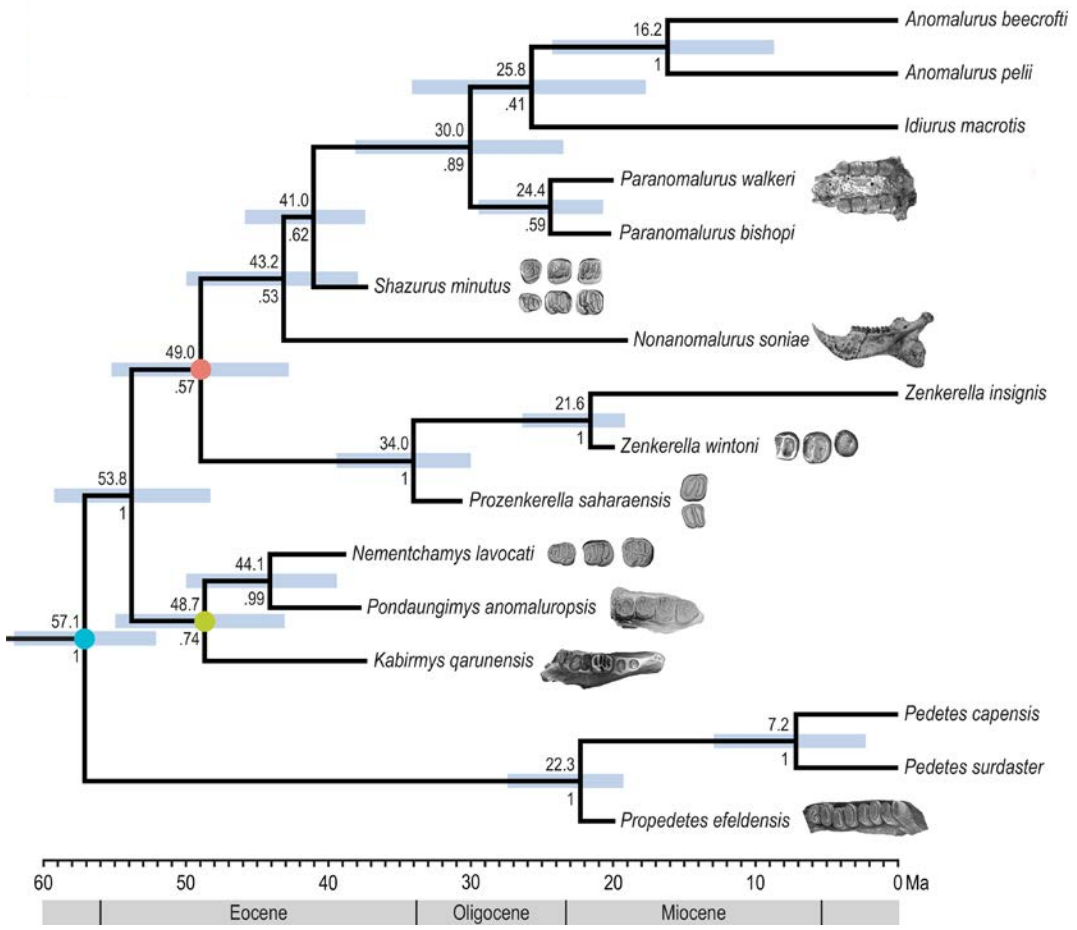 Anomalurus beecrofti
16.2
1
Anomalurus pelii
25.8
.41
Idiurus macrotis
30.0
.89
Paranomalurus walkeri
24.4
.59
Paranomalurus bishopi
41.0
.62
Shazurus minutus
43.2
.53
Nonanomalurus soniae
49.0
.57
Zenkerella insignis
21.6
1
Zenkerella wintoni
34.0
1
Prozenkerella saharaensis
53.8
1
Nementchamys lavocati
44.1
.99
Pondaungimys anomaluropsis
48.7
.74
57.1
1
Kabirmys qarunensis
Pedetes capensis
7.2
1
Pedetes surdaster
22.3
1
Propedetes efeldensis
60 50 40 30 20 10 0 Ma
Eocene Oligocene Miocene